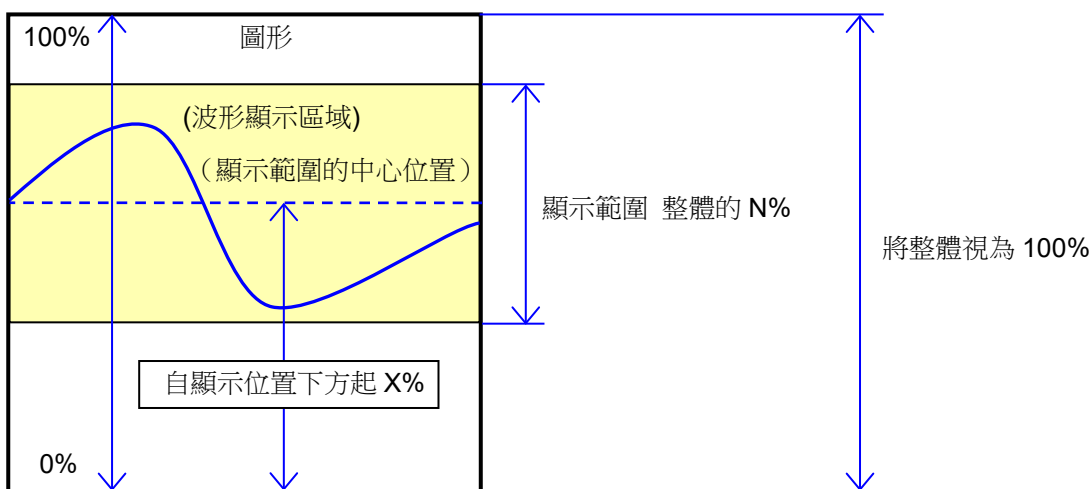 100%
圖形
(波形顯示區域)
（顯示範圍的中心位置）
顯示範圍 整體的 N%
將整體視為 100%
自顯示位置下方起 X%
0%